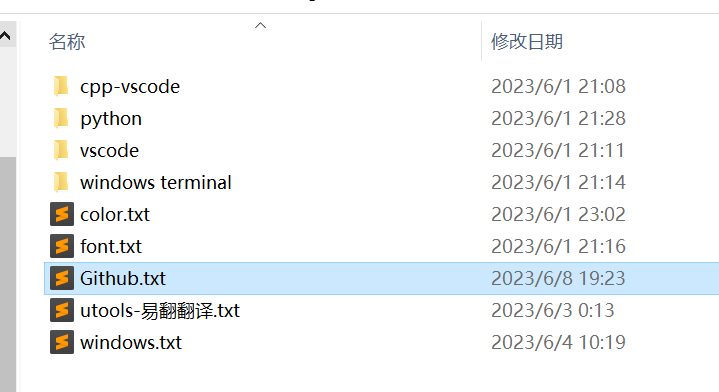 名称 修改日期
cpp-vscode 2023/6/1 21:08
python 2023/6/1 21:28
vscode 2023/6/1 21:11
windows terminal 2023/6/1 21:14
color.txt 2023/6/1 23:02
font.txt 2023/6/1 21:16
Github.txt 2023/6/8 19:23
utools-易翻翻译.txt 2023/6/3 0:13
windows.txt 2023/6/4 10:19